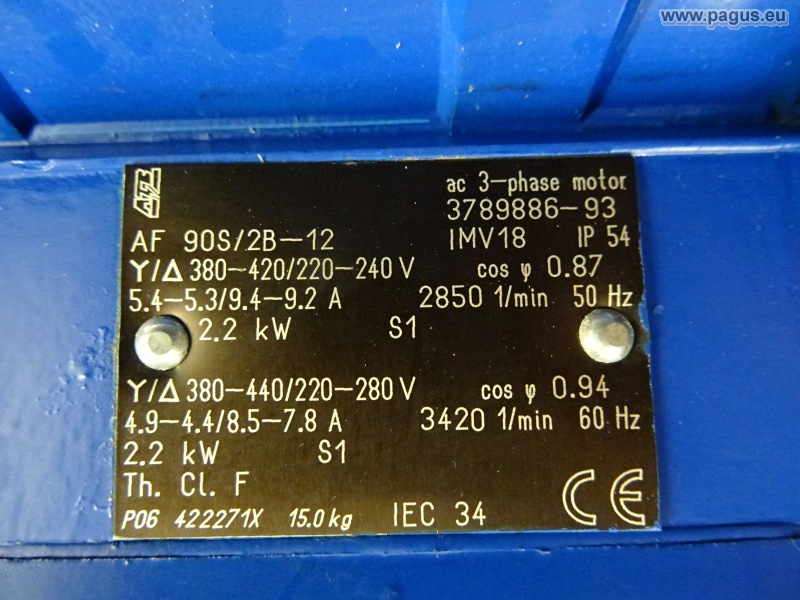 www.pagus.eu
ac 3-phase motor
3789886-93
AF 90S/2B-12 IMV18 IP 54
Y/Δ 380-420/220-240 V cos φ 0.87
5.4-5.3/9.4-9.2 A 2850 1/min 50 Hz
2.2 kW S1
Y/Δ 380-440/220-280 V cos φ 0.94
4.9-4.4/8.5-7.8 A 3420 1/min 60 Hz
2.2 kW S1
Th. Cl. F
P06 422271X 15.0 kg IEC 34 CE